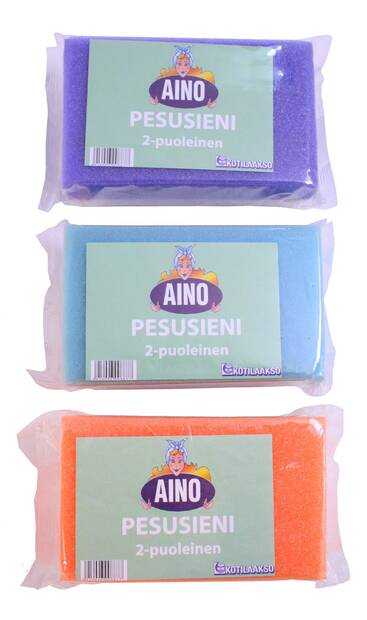 AINO
PESUSIENI
2-puoleinen
KOTILAAKSO
AINO
PESUSIENI
2-puoleinen
KOTILAAKSO
AINO
PESUSIENI
2-puoleinen
KOTILAAKSO